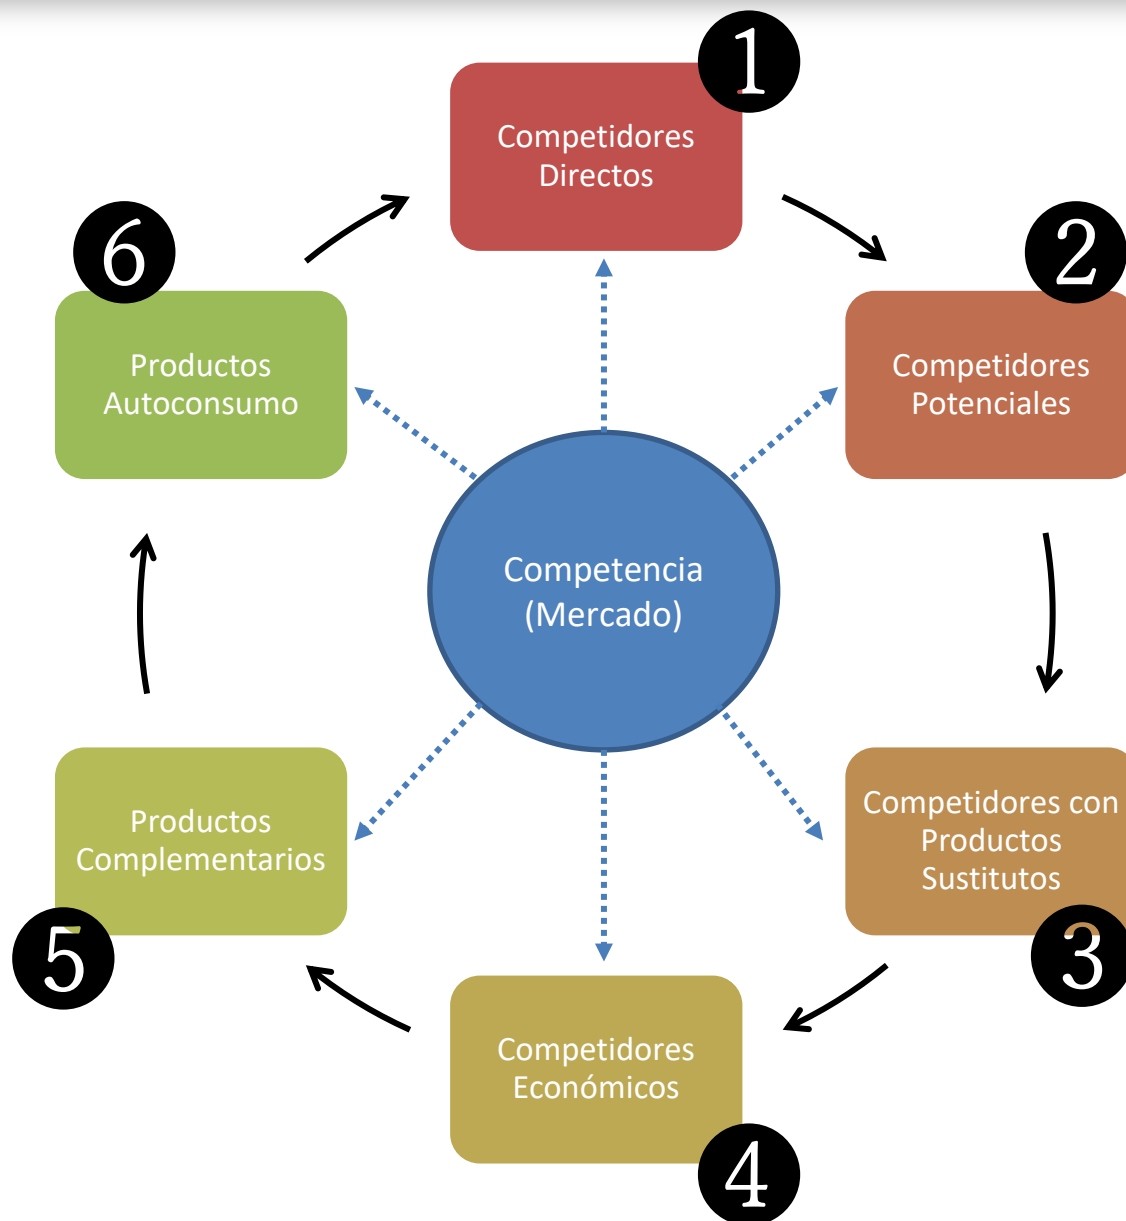 1
Competidores
Directos
2
Competidores
Potenciales
3
Competidores con
Productos
Sustitutos
4
Competidores
Económicos
5
Productos
Complementarios
6
Productos
Autoconsumo
Competencia
(Mercado)